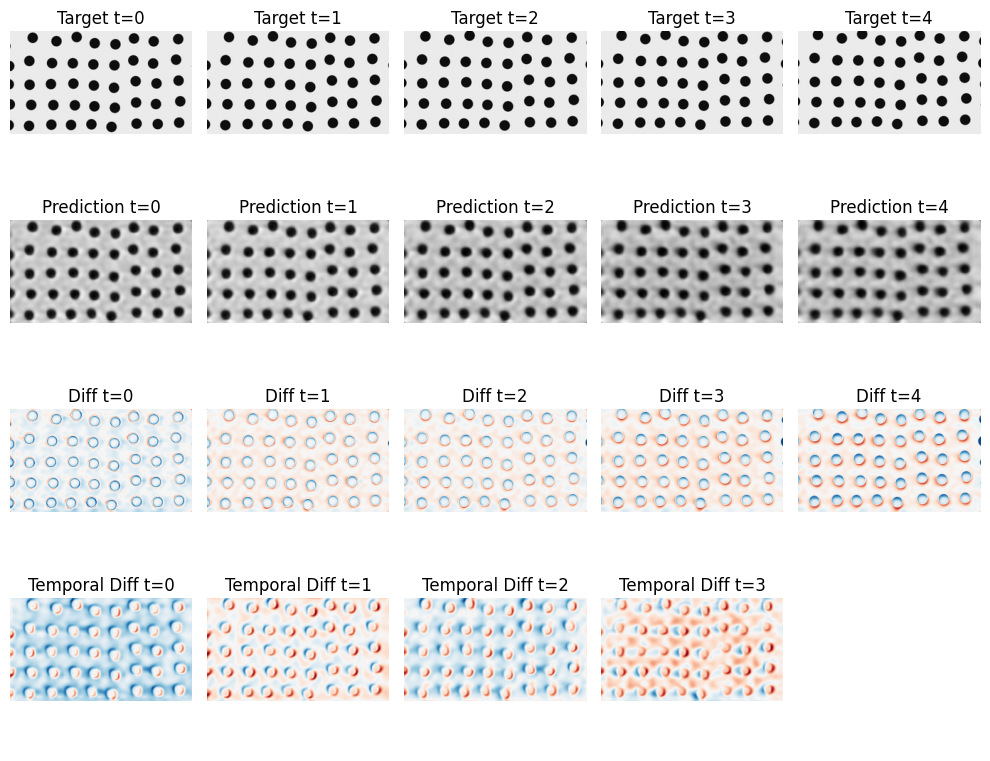 Target t=0 Target t=1 Target t=2 Target t=3 Target t=4
Prediction t=0 Prediction t=1 Prediction t=2 Prediction t=3 Prediction t=4
Diff t=0 Diff t=1 Diff t=2 Diff t=3 Diff t=4
Temporal Diff t=0 Temporal Diff t=1 Temporal Diff t=2 Temporal Diff t=3